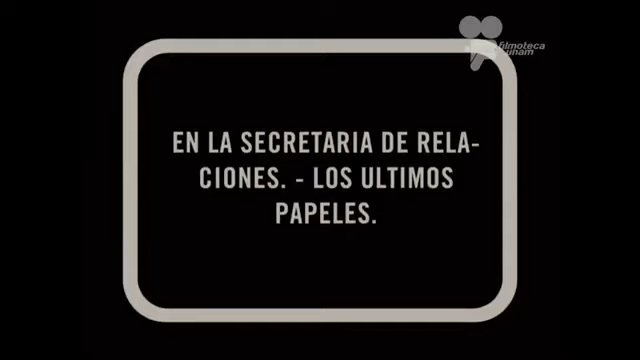 filmoteca
unam
EN LA SECRETARIA DE RELA-
CIONES. - LOS ULTIMOS
PAPELES.